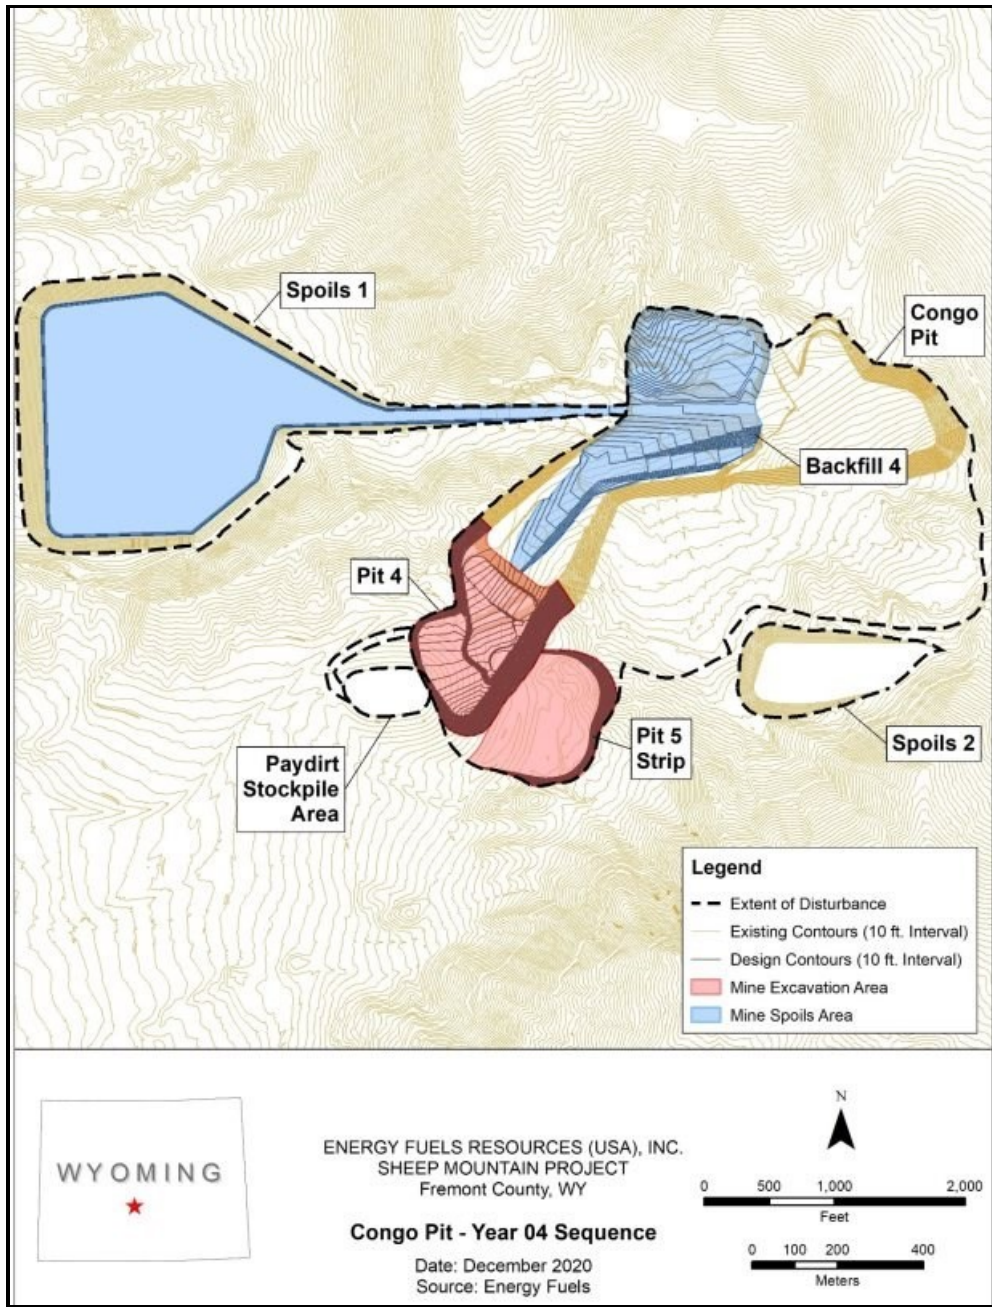 Spoils 1
Congo
Pit
Backfill 4
Pit 4
Paydirt
Stockpile
Area
Pit 5
Strip
Spoils 2
Legend
Extent of Disturbance
Existing Contours (10 ft. Interval)
Design Contours (10 ft. Interval)
Mine Excavation Area
Mine Spoils Area
WYOMING
ENERGY FUELS RESOURCES (USA), INC.
SHEEP MOUNTAIN PROJECT
Fremont County, WY
Congo Pit - Year 04 Sequence
Date: December 2020
Source: Energy Fuels
N
0 500 1,000 2,000
Feet
0 100 200 400
Meters